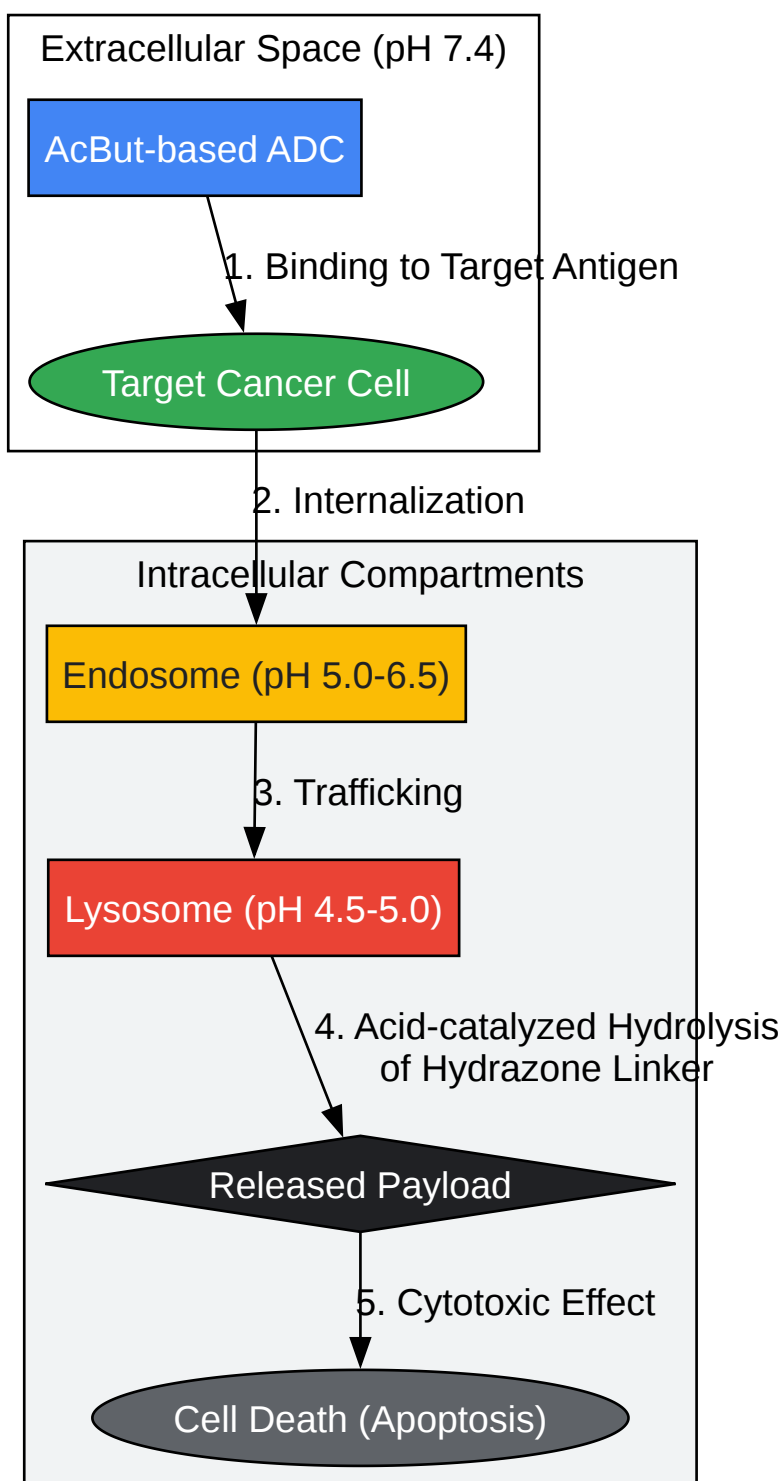 Extracellular Space (pH 7.4)
AcBut-based ADC
1. Binding to Target Antigen
Target Cancer Cell
2. Internalization
Intracellular Compartments
Endosome (pH 5.0-6.5)
3. Trafficking
Lysosome (pH 4.5-5.0)
4. Acid-catalyzed Hydrolysis
of Hydrazone Linker
Released Payload
5. Cytotoxic Effect
Cell Death (Apoptosis)